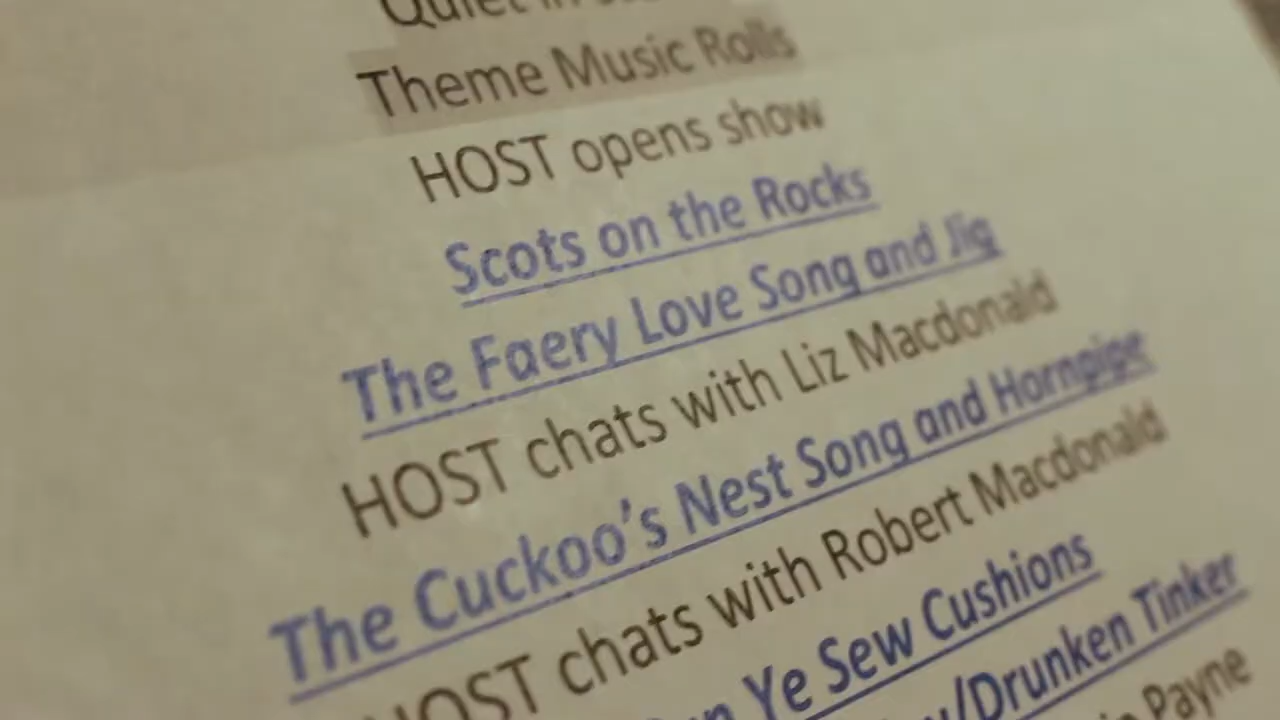 Quiet in
Theme Music Rolls
HOST opens show
Scots on the Rocks
The Faery Love Song and Jig
HOST chats with Liz Macdonald
The Cuckoo's Nest Song and Hornpipe
HOST chats with Robert Macdonald
Ye Sew Cushions
/Drunken Tinker
Payne